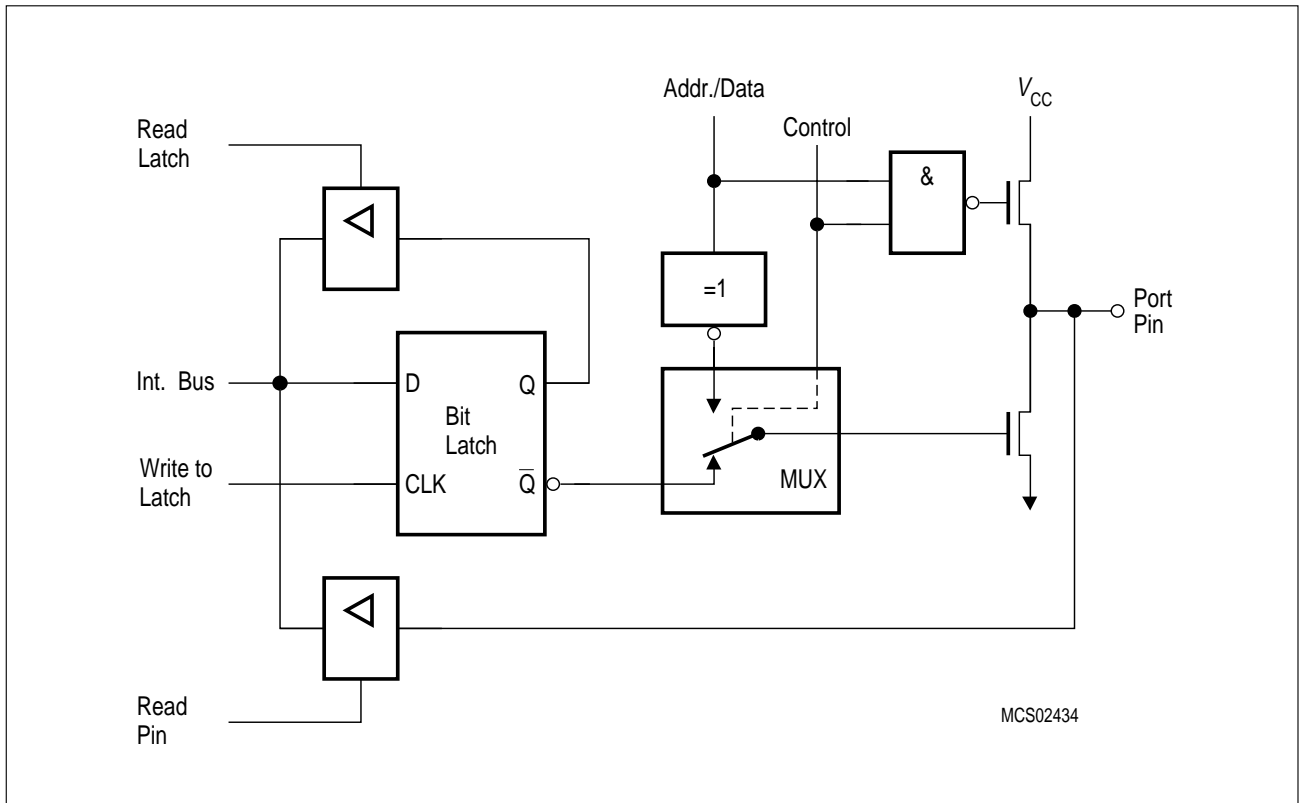 Addr./Data
V
CC
Control
Read
Latch
&
=1
Port
Pin
Int. Bus
D
Q
Bit
Latch
Write to
Latch
CLK
Q̅
MUX
Read
Pin
MCS02434